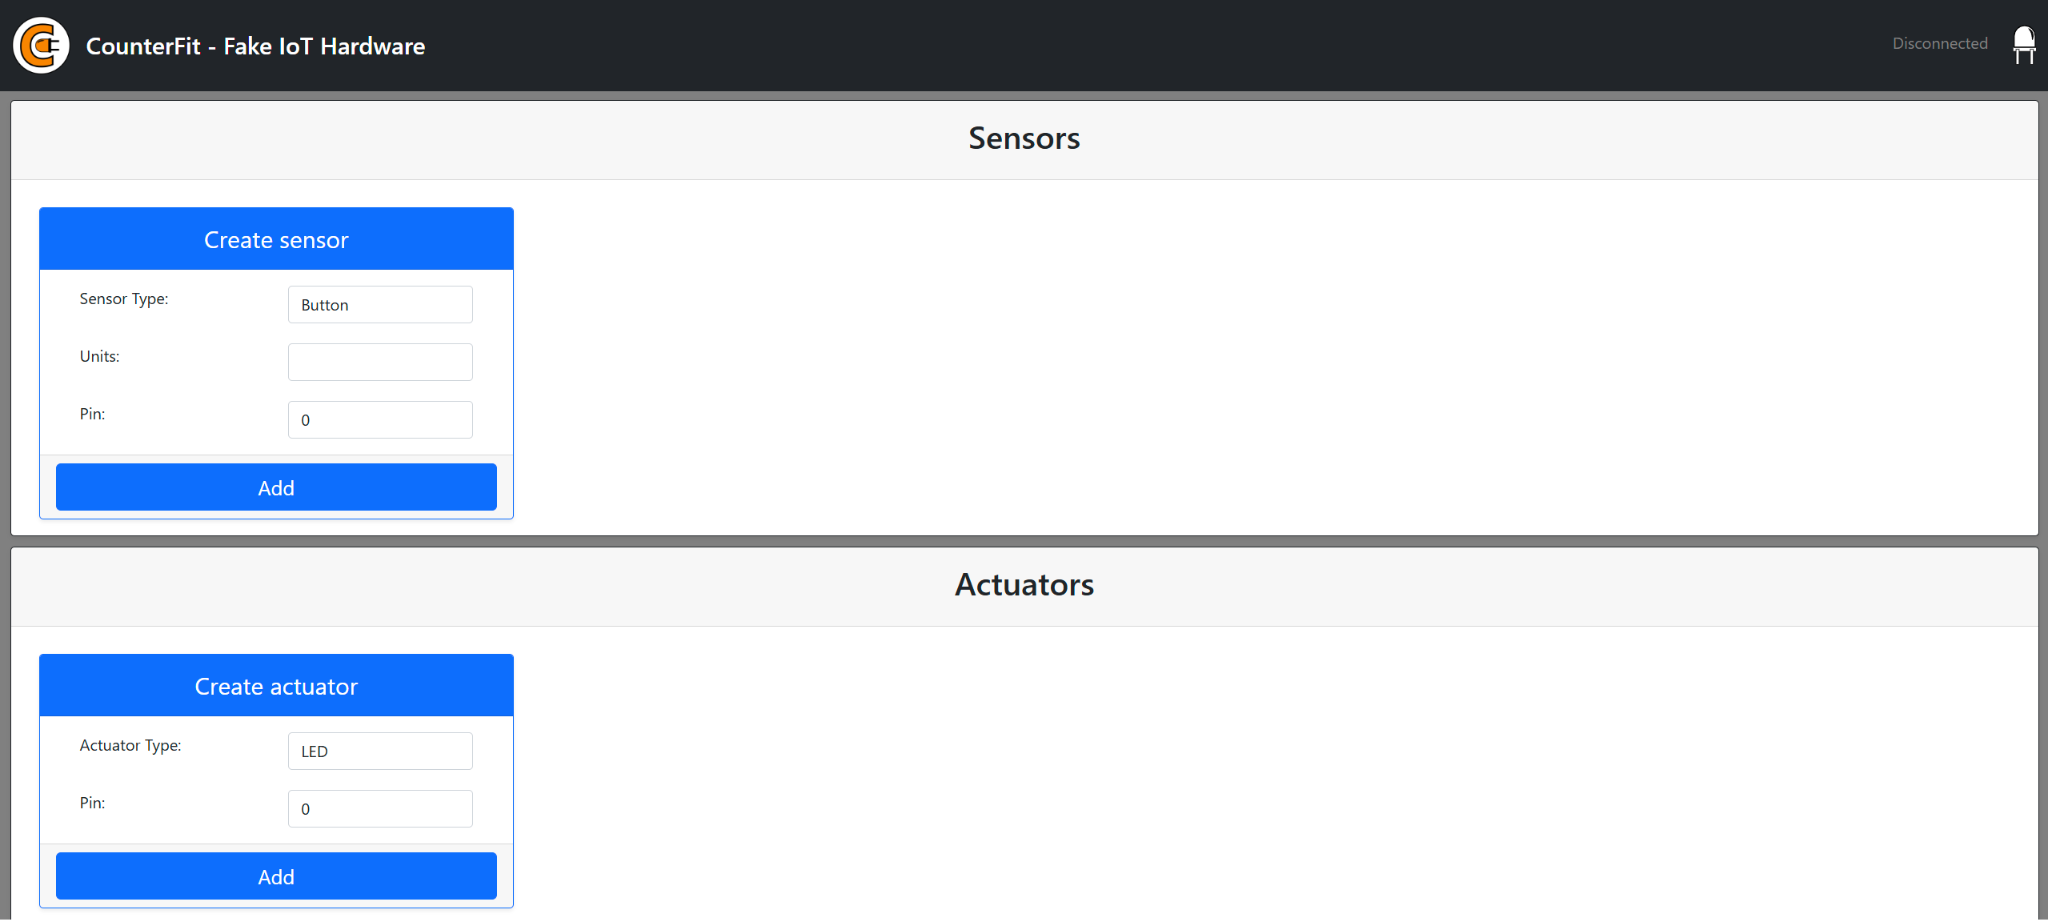 CounterFit - Fake IoT Hardware
Disconnected
Sensors
Create sensor
Sensor Type:
Button
Units:
Pin:
0
Add
Actuators
Create actuator
Actuator Type:
LED
Pin:
0
Add